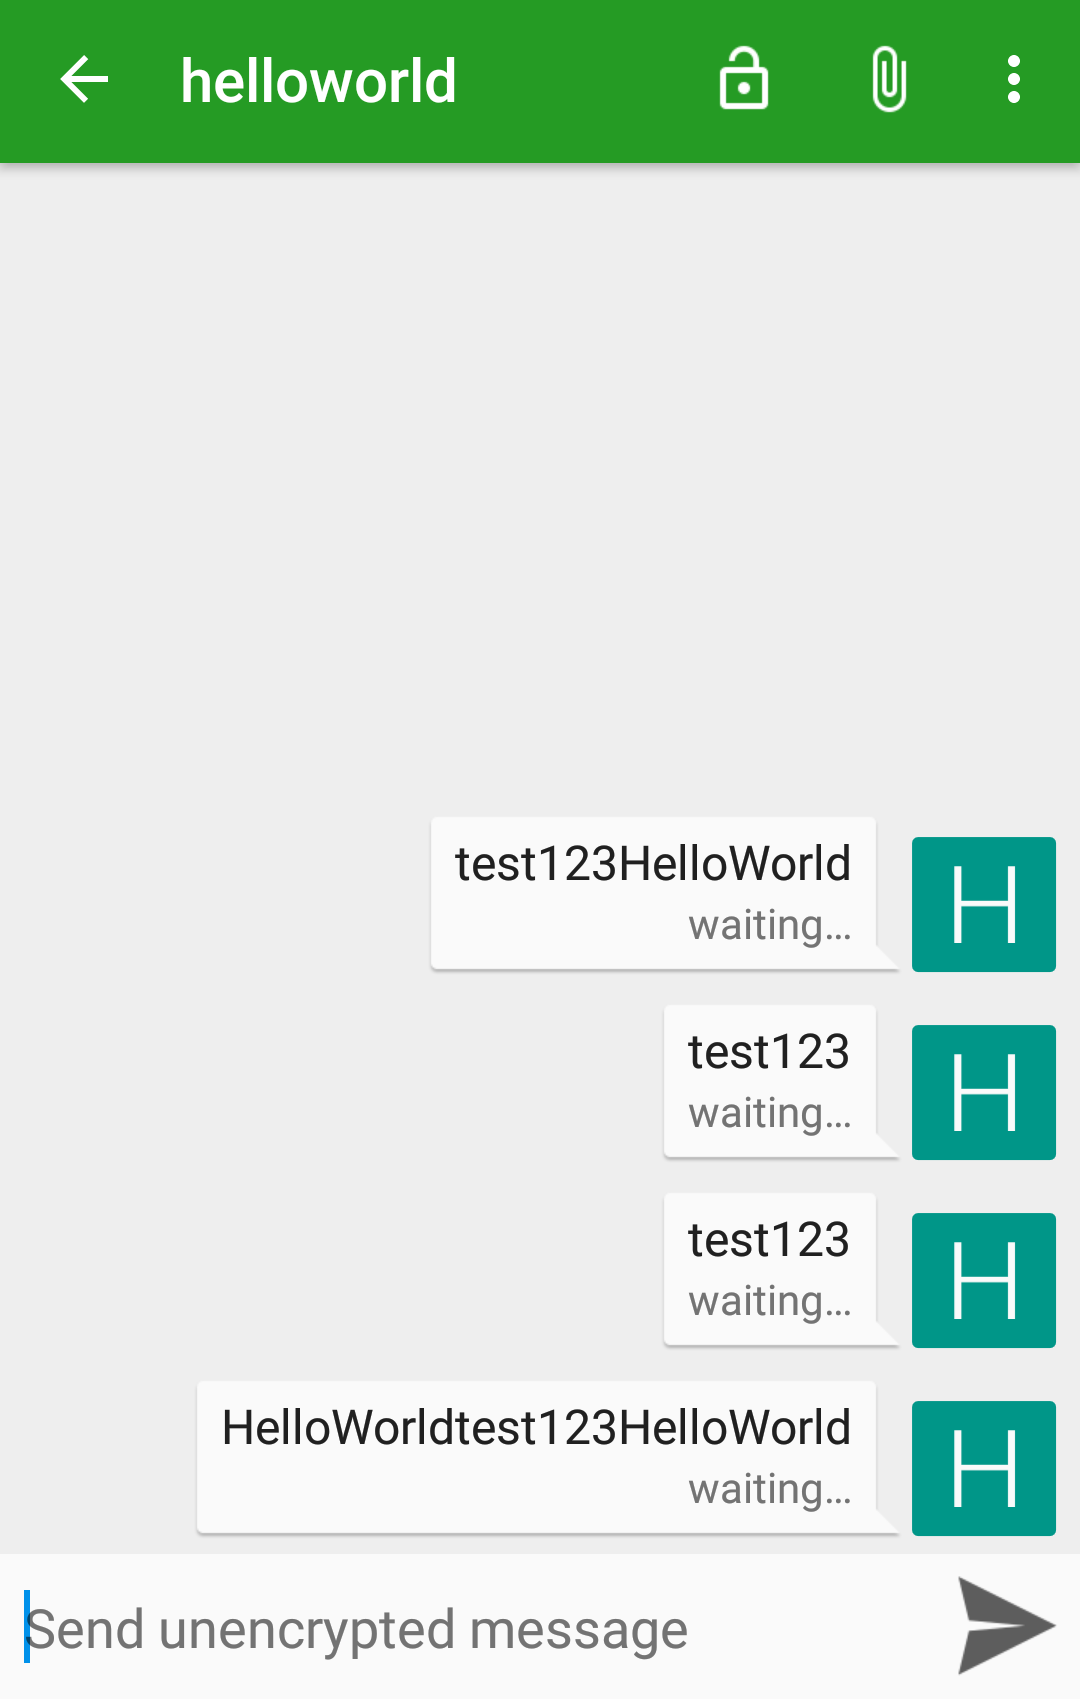 helloworld
test123HelloWorld
waiting…
H
test123
waiting…
H
test123
waiting…
H
HelloWorldtest123HelloWorld
waiting…
H
Send unencrypted message